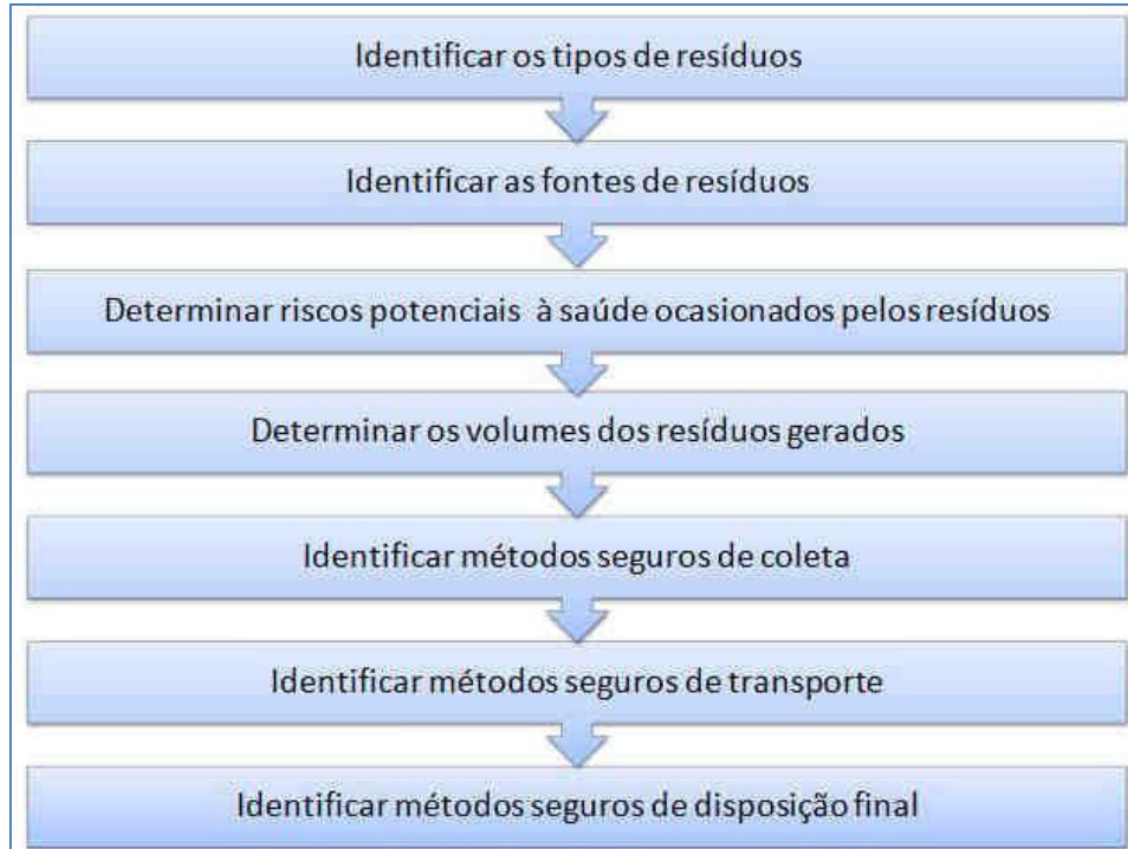 Identificar os tipos de resíduos
Identificar as fontes de resíduos
Determinar riscos potenciais à saúde ocasionados pelos resíduos
Determinar os volumes dos resíduos gerados
Identificar métodos seguros de coleta
Identificar métodos seguros de transporte
Identificar métodos seguros de disposição final